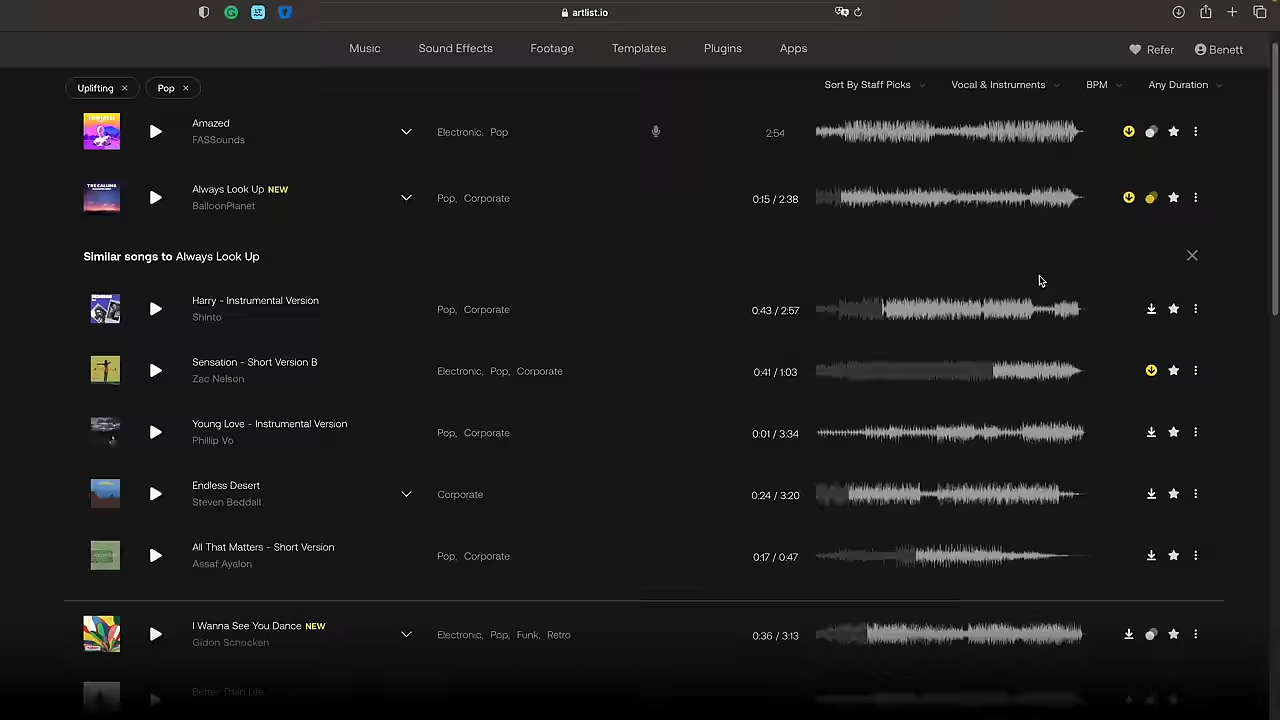 artlist.io
Music Sound Effects Footage Templates Plugins Apps Refer Benett
Uplifting × Pop × Sort By Staff Picks Vocal & Instruments BPM Any Duration
Amazed
FASSounds
Electronic, Pop 2:54
Always Look Up NEW
BalloonPlanet
Pop, Corporate 0:15 / 2:38
Similar songs to Always Look Up
Harry - Instrumental Version
Shinto
Pop, Corporate 0:43 / 2:57
Sensation - Short Version B
Zac Nelson
Electronic, Pop, Corporate 0:41 / 1:03
Young Love - Instrumental Version
Phillip Vo
Pop, Corporate 0:01 / 3:34
Endless Desert
Steven Beddall
Corporate 0:24 / 3:20
All That Matters - Short Version
Assaf Ayalon
Pop, Corporate 0:17 / 0:47
I Wanna See You Dance NEW
Gidon Schocken
Electronic, Pop, Funk, Retro 0:36 / 3:13
Better Than Life